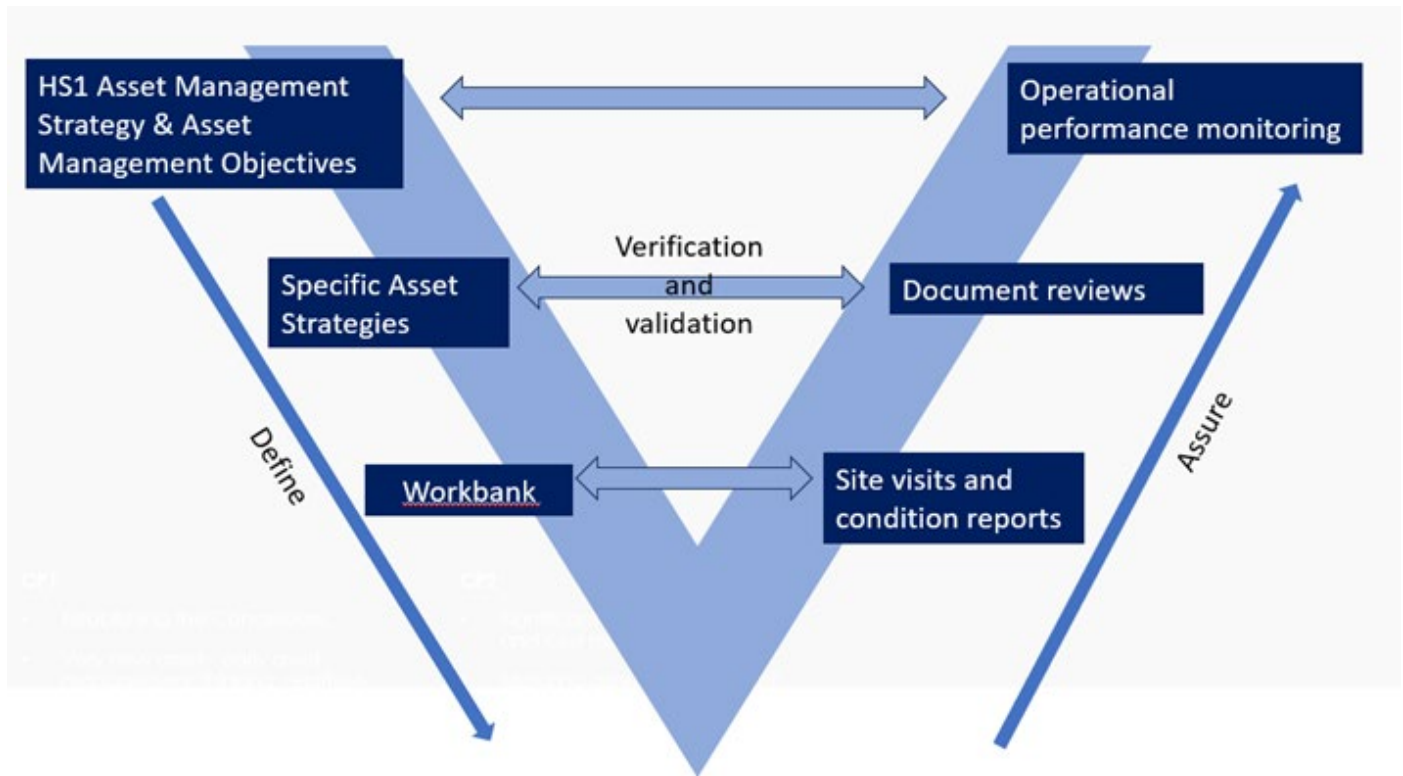 HS1 Asset Management
Strategy & Asset
Management Objectives
Operational
performance monitoring
Verification
and
validation
Specific Asset
Strategies
Document reviews
Define
Assure
Workbank
Site visits and
condition reports